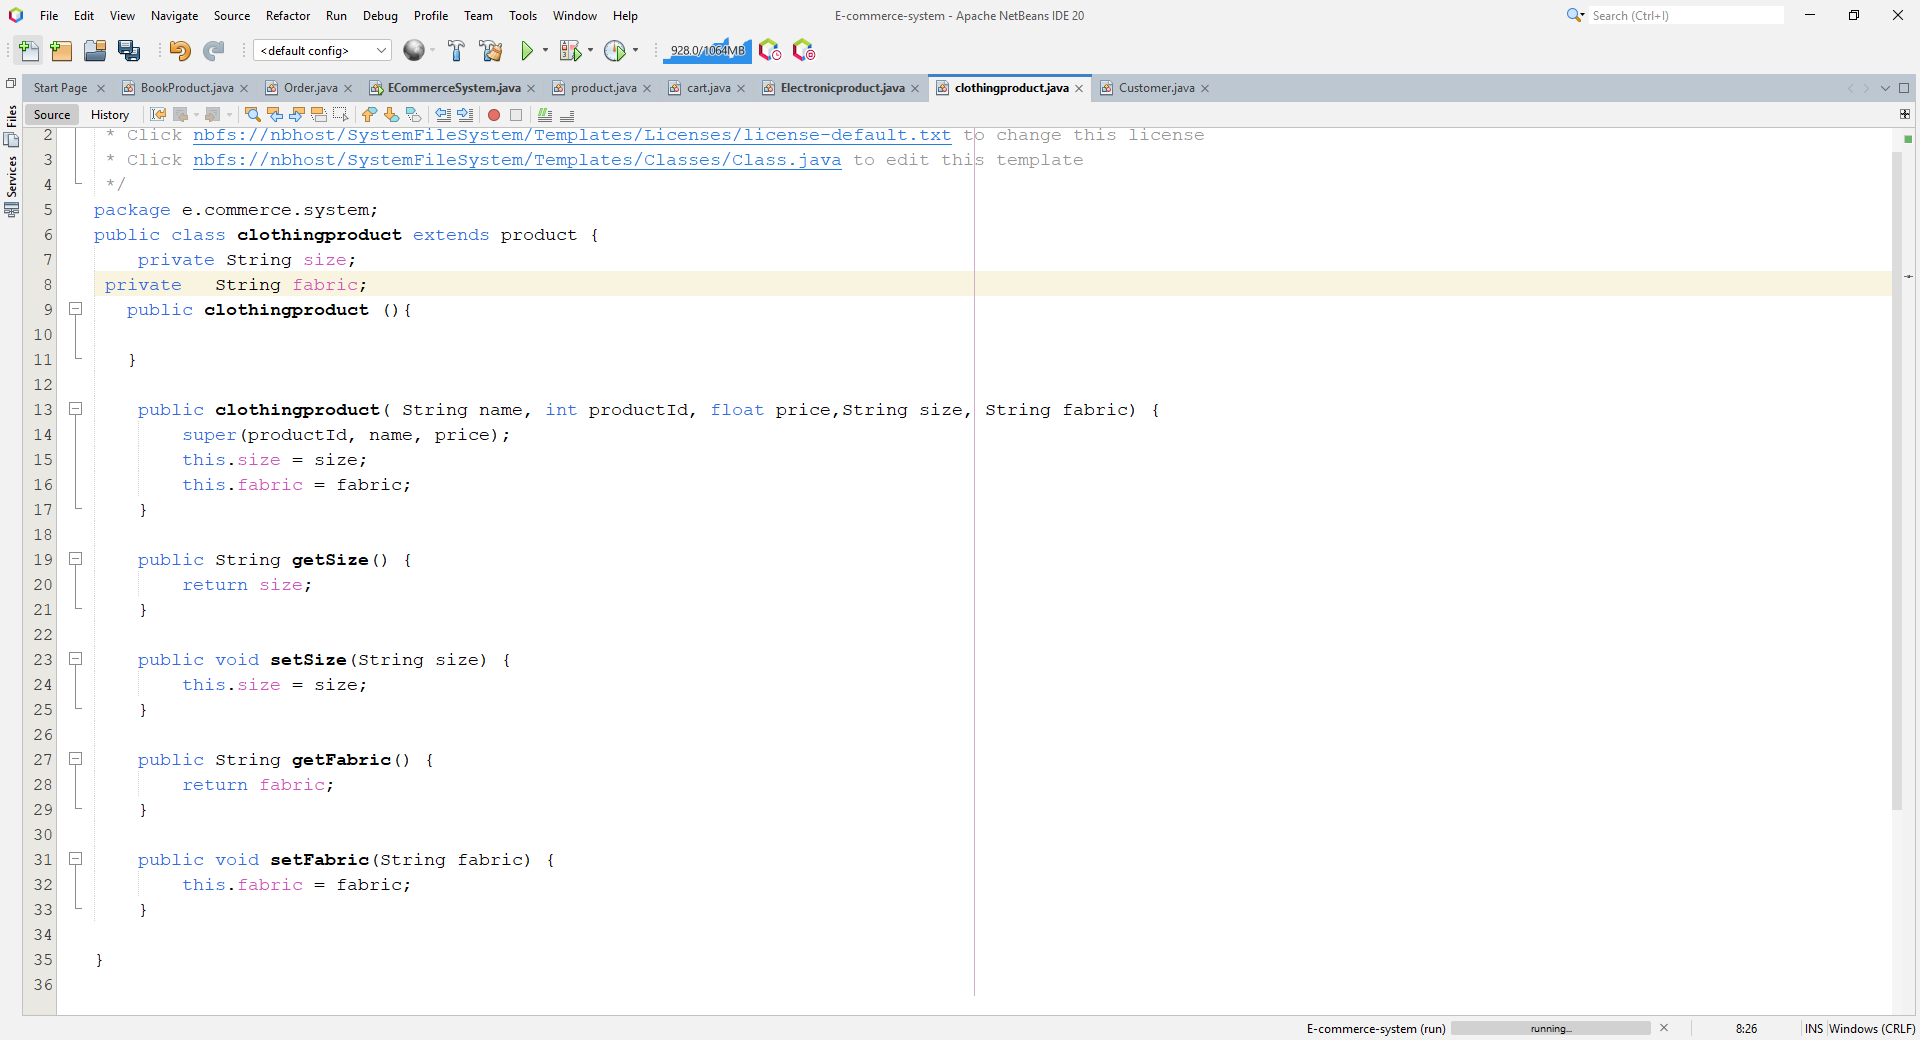 File Edit View Navigate Source Refactor Run Debug Profile Team Tools Window Help E-commerce-system - Apache NetBeans IDE 20 Search (Ctrl+I)
<default config> 928.0/1064MB
Start Page BookProduct.java Order.java ECommerceSystem.java product.java cart.java Electronicproduct.java clothingproduct.java Customer.java
Source History
Files
Services
2 * Click nbfs://nbhost/SystemFileSystem/Templates/Licenses/license-default.txt to change this license
3 * Click nbfs://nbhost/SystemFileSystem/Templates/Classes/Class.java to edit this template
4 */
5 package e.commerce.system;
6 public class clothingproduct extends product {
7 private String size;
8 private   String fabric;
9 public clothingproduct (){
10
11 }
12
13 public clothingproduct( String name, int productId, float price,String size, String fabric) {
14 super(productId, name, price);
15 this.size = size;
16 this.fabric = fabric;
17 }
18
19 public String getSize() {
20 return size;
21 }
22
23 public void setSize(String size) {
24 this.size = size;
25 }
26
27 public String getFabric() {
28 return fabric;
29 }
30
31 public void setFabric(String fabric) {
32 this.fabric = fabric;
33 }
34
35 }
36
E-commerce-system (run) running... 8:26 INS Windows (CRLF)